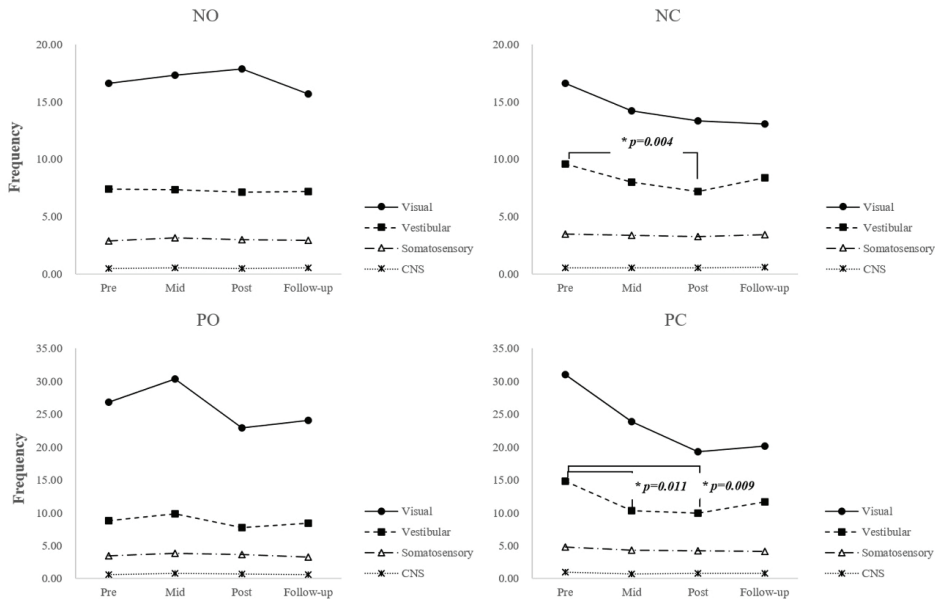 NO
20.00
15.00
10.00
5.00
0.00
Frequency
Pre Mid Post Follow-up
Visual
Vestibular
Somatosensory
CNS
NC
20.00
15.00
10.00
5.00
0.00
* p=0.004
Pre Mid Post Follow-up
Visual
Vestibular
Somatosensory
CNS
PO
35.00
30.00
25.00
20.00
15.00
10.00
5.00
0.00
Frequency
Pre Mid Post Follow-up
Visual
Vestibular
Somatosensory
CNS
PC
35.00
30.00
25.00
20.00
15.00
10.00
5.00
0.00
* p=0.011 * p=0.009
Pre Mid Post Follow-up
Visual
Vestibular
Somatosensory
CNS